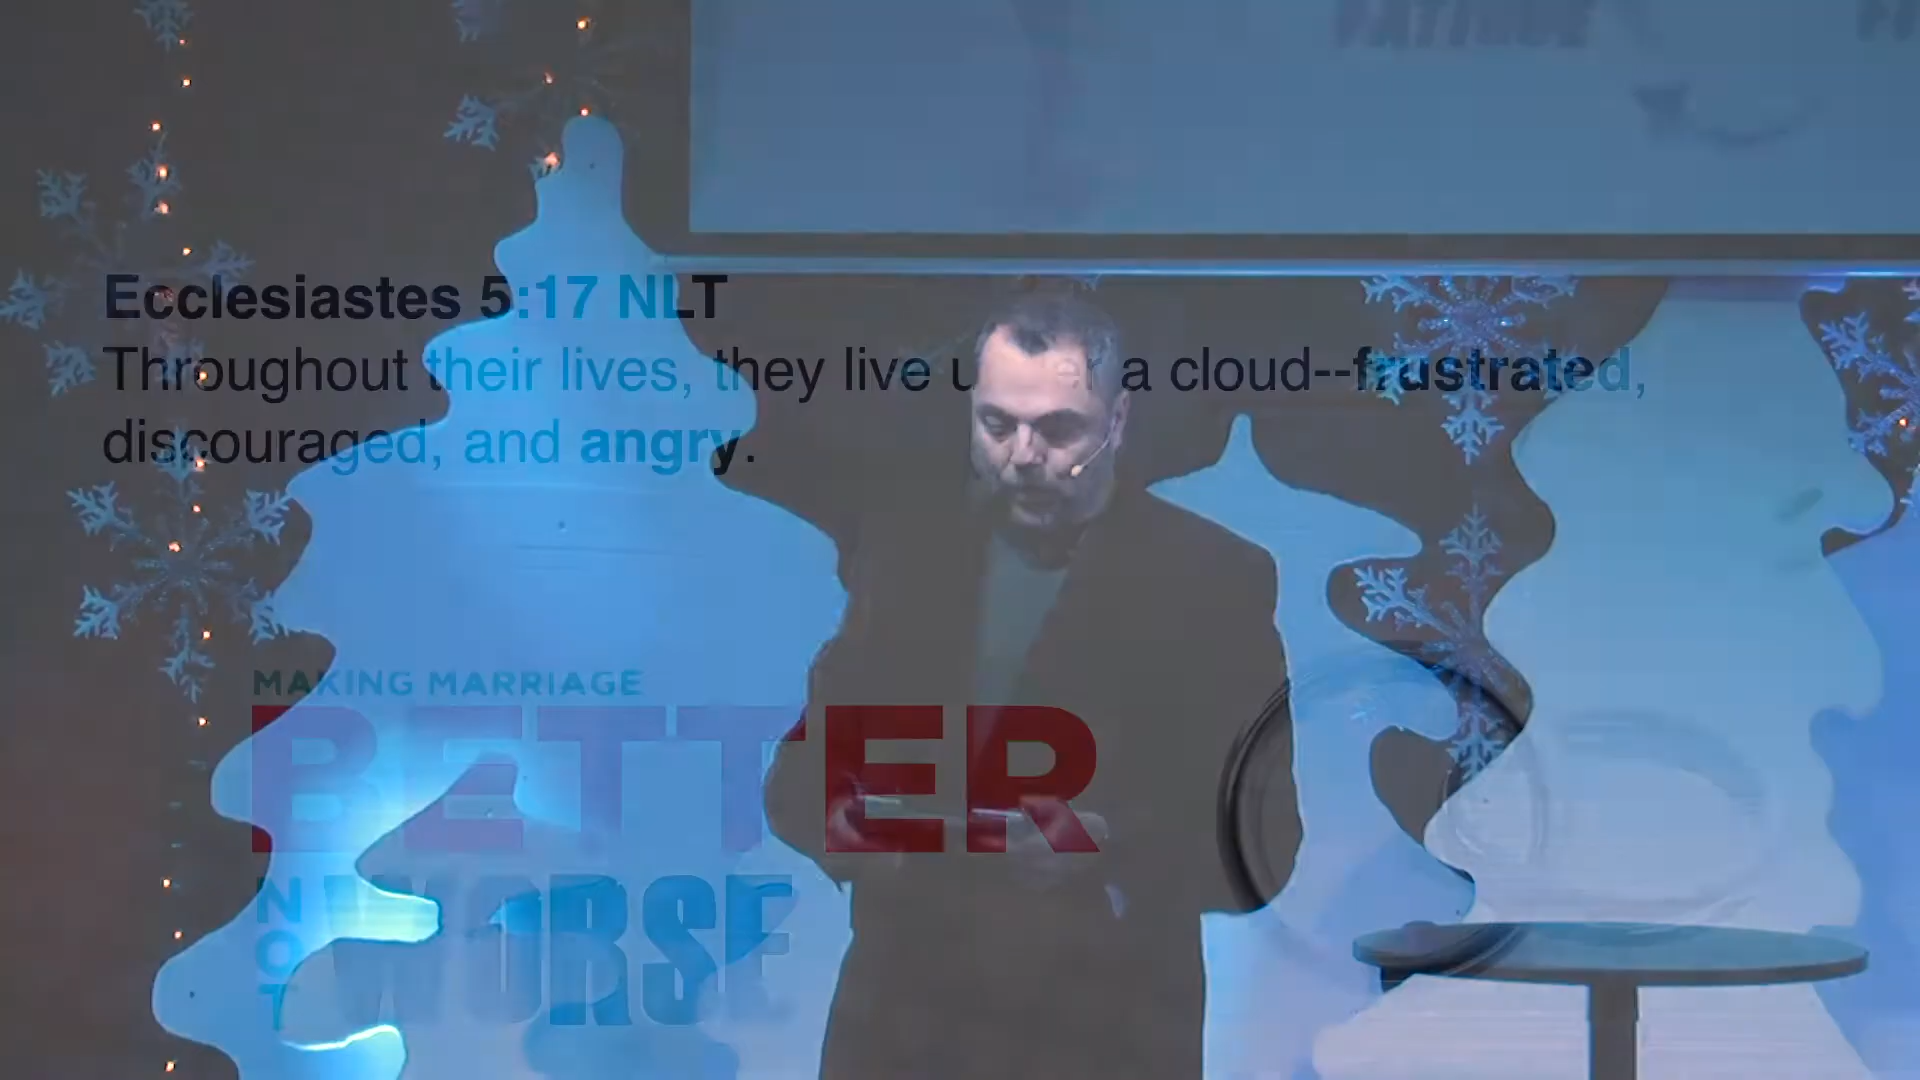 Ecclesiastes 5:17 NLT
Throughout their lives, they live under a cloud--frustrated,
discouraged, and angry.
MAKING MARRIAGE
BETTER
NOT WORSE